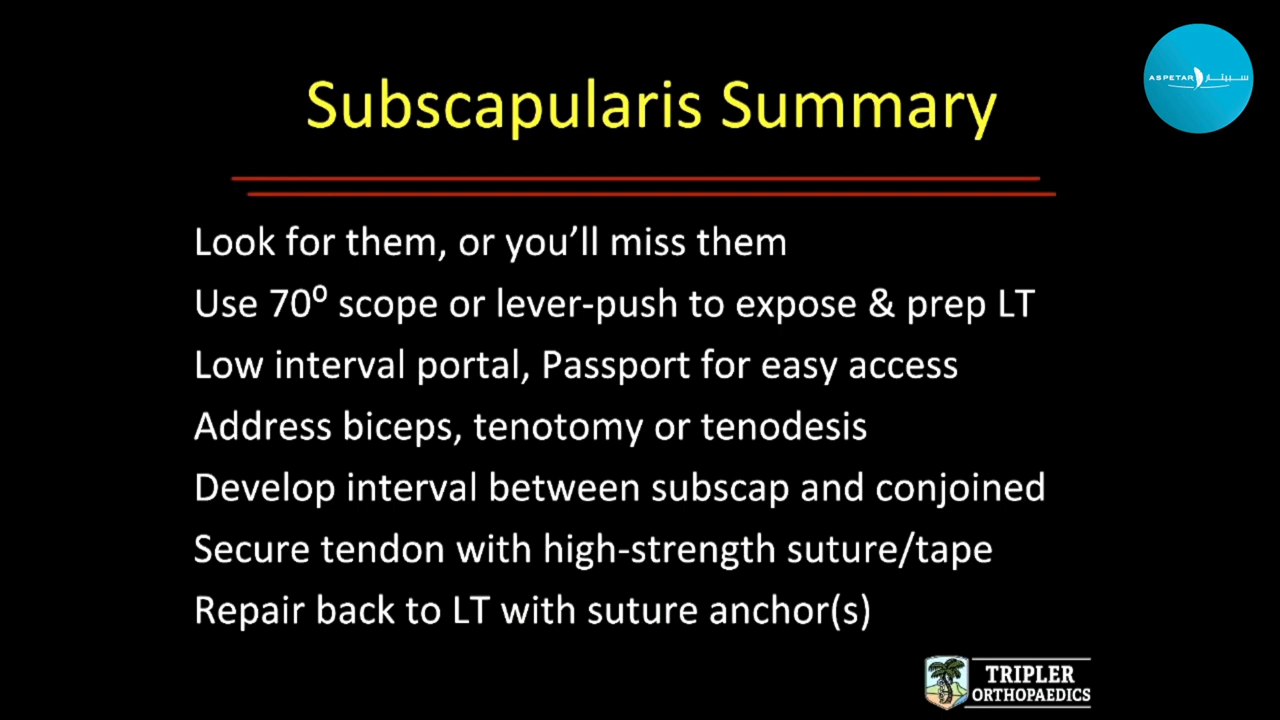 ASPETAR سبيتار
Subscapularis Summary
Look for them, or you’ll miss them
Use 70⁰ scope or lever-push to expose & prep LT
Low interval portal, Passport for easy access
Address biceps, tenotomy or tenodesis
Develop interval between subscap and conjoined
Secure tendon with high-strength suture/tape
Repair back to LT with suture anchor(s)
TRIPLER
ORTHOPAEDICS